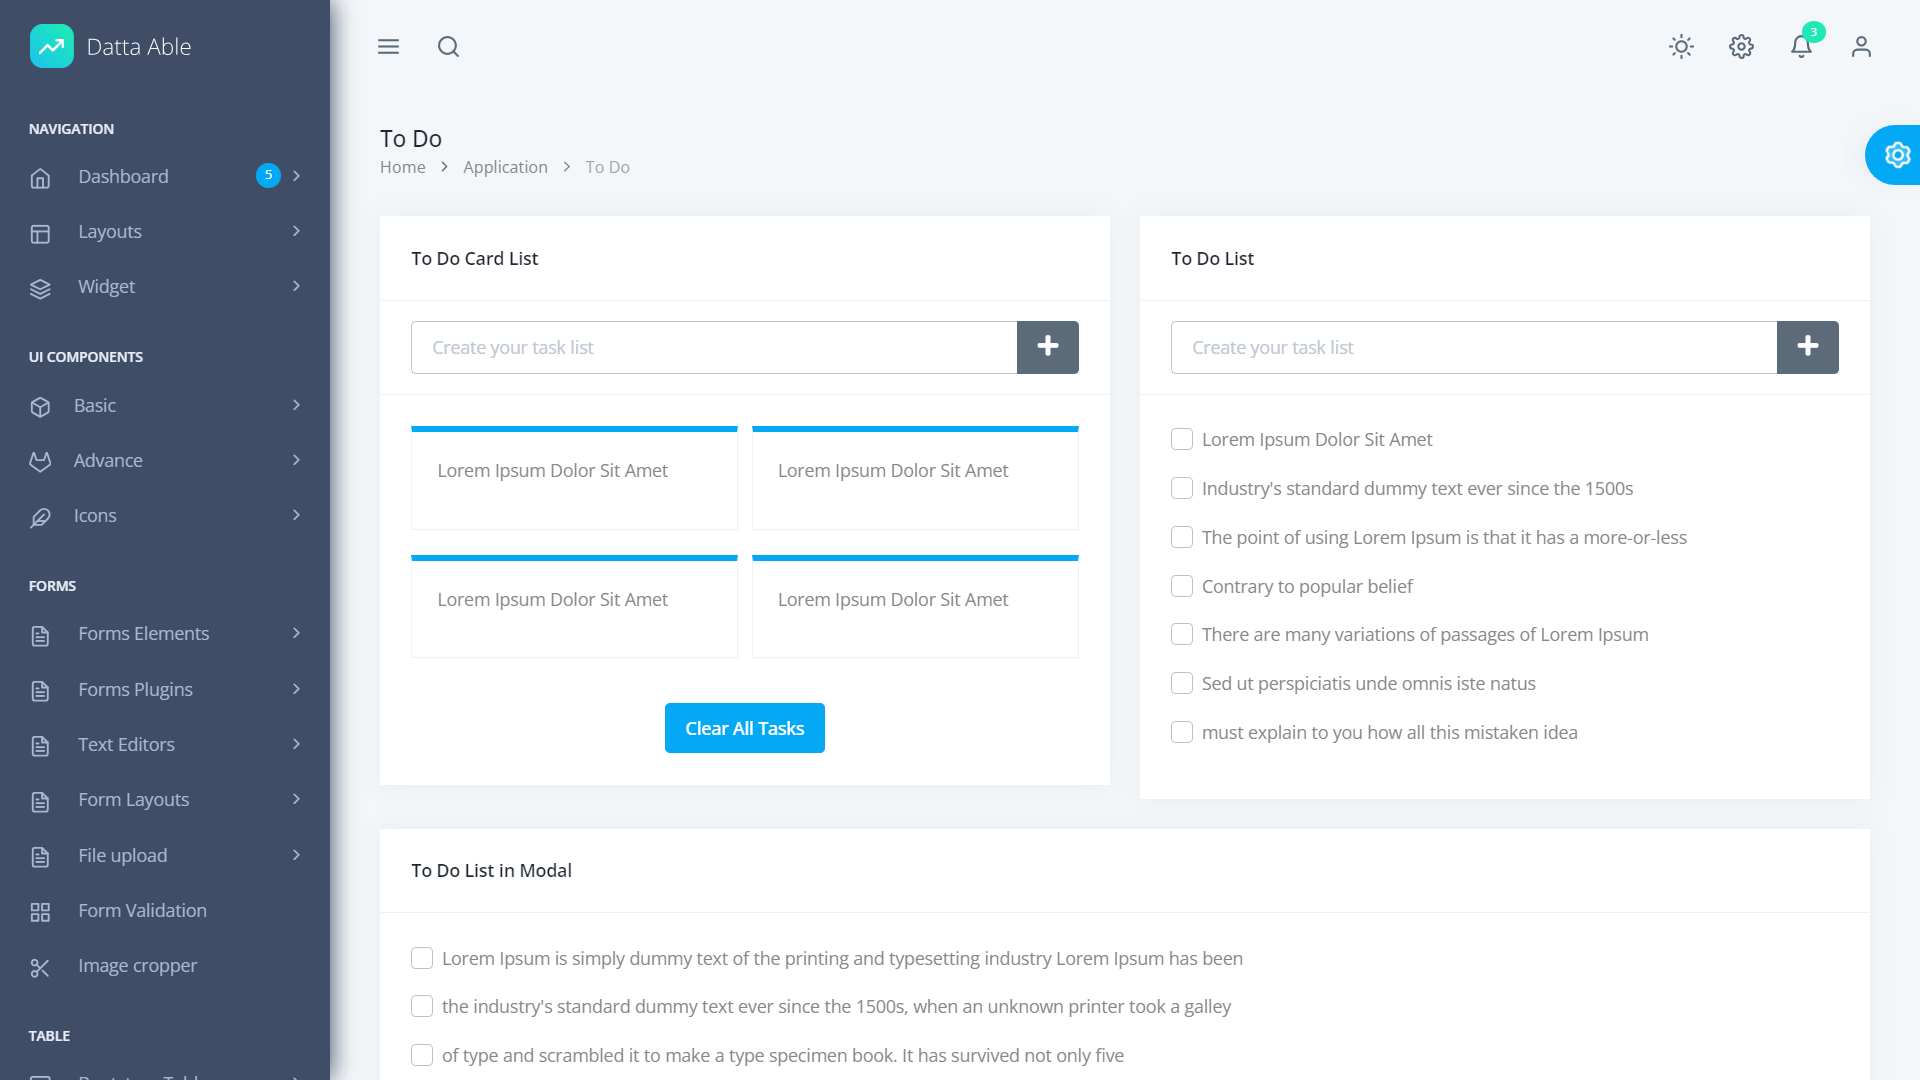 Datta Able
3
NAVIGATION
Dashboard
5
Layouts
Widget
UI COMPONENTS
Basic
Advance
Icons
FORMS
Forms Elements
Forms Plugins
Text Editors
Form Layouts
File upload
Form Validation
Image cropper
TABLE
To Do
Home > Application > To Do
To Do Card List
Create your task list
Lorem Ipsum Dolor Sit Amet
Lorem Ipsum Dolor Sit Amet
Lorem Ipsum Dolor Sit Amet
Lorem Ipsum Dolor Sit Amet
Clear All Tasks
To Do List
Create your task list
Lorem Ipsum Dolor Sit Amet
Industry's standard dummy text ever since the 1500s
The point of using Lorem Ipsum is that it has a more-or-less
Contrary to popular belief
There are many variations of passages of Lorem Ipsum
Sed ut perspiciatis unde omnis iste natus
must explain to you how all this mistaken idea
To Do List in Modal
Lorem Ipsum is simply dummy text of the printing and typesetting industry Lorem Ipsum has been
the industry's standard dummy text ever since the 1500s, when an unknown printer took a galley
of type and scrambled it to make a type specimen book. It has survived not only five